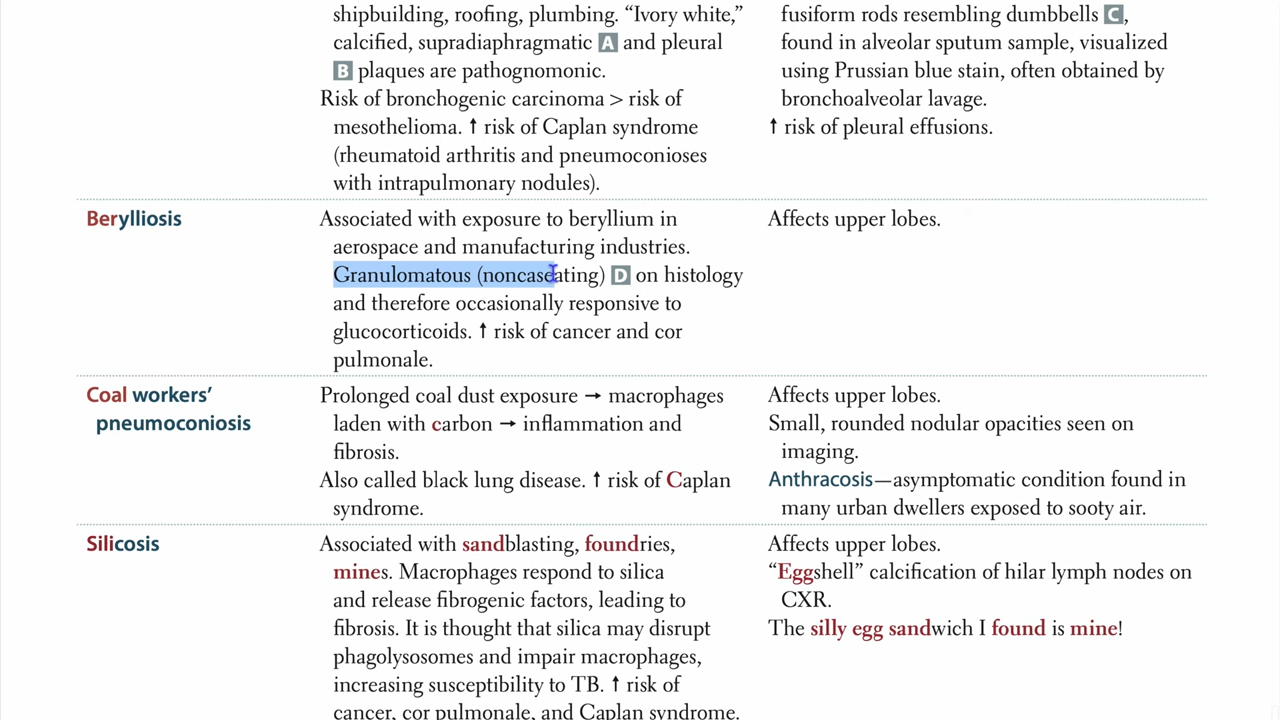 shipbuilding, roofing, plumbing. “Ivory white,”
calcified, supradiaphragmatic A and pleural
B plaques are pathognomonic.
Risk of bronchogenic carcinoma > risk of
mesothelioma. ↑ risk of Caplan syndrome
(rheumatoid arthritis and pneumoconioses
with intrapulmonary nodules).
fusiform rods resembling dumbbells C,
found in alveolar sputum sample, visualized
using Prussian blue stain, often obtained by
bronchoalveolar lavage.
↑ risk of pleural effusions.
Berylliosis
Associated with exposure to beryllium in
aerospace and manufacturing industries.
Granulomatous (noncaseating) D on histology
and therefore occasionally responsive to
glucocorticoids. ↑ risk of cancer and cor
pulmonale.
Affects upper lobes.
Coal workers’
pneumoconiosis
Prolonged coal dust exposure → macrophages
laden with carbon → inflammation and
fibrosis.
Also called black lung disease. ↑ risk of Caplan
syndrome.
Affects upper lobes.
Small, rounded nodular opacities seen on
imaging.
Anthracosis—asymptomatic condition found in
many urban dwellers exposed to sooty air.
Silicosis
Associated with sandblasting, foundries,
mines. Macrophages respond to silica
and release fibrogenic factors, leading to
fibrosis. It is thought that silica may disrupt
phagolysosomes and impair macrophages,
increasing susceptibility to TB. ↑ risk of
cancer, cor pulmonale, and Caplan syndrome.
Affects upper lobes.
“Eggshell” calcification of hilar lymph nodes on
CXR.
The silly egg sandwich I found is mine!